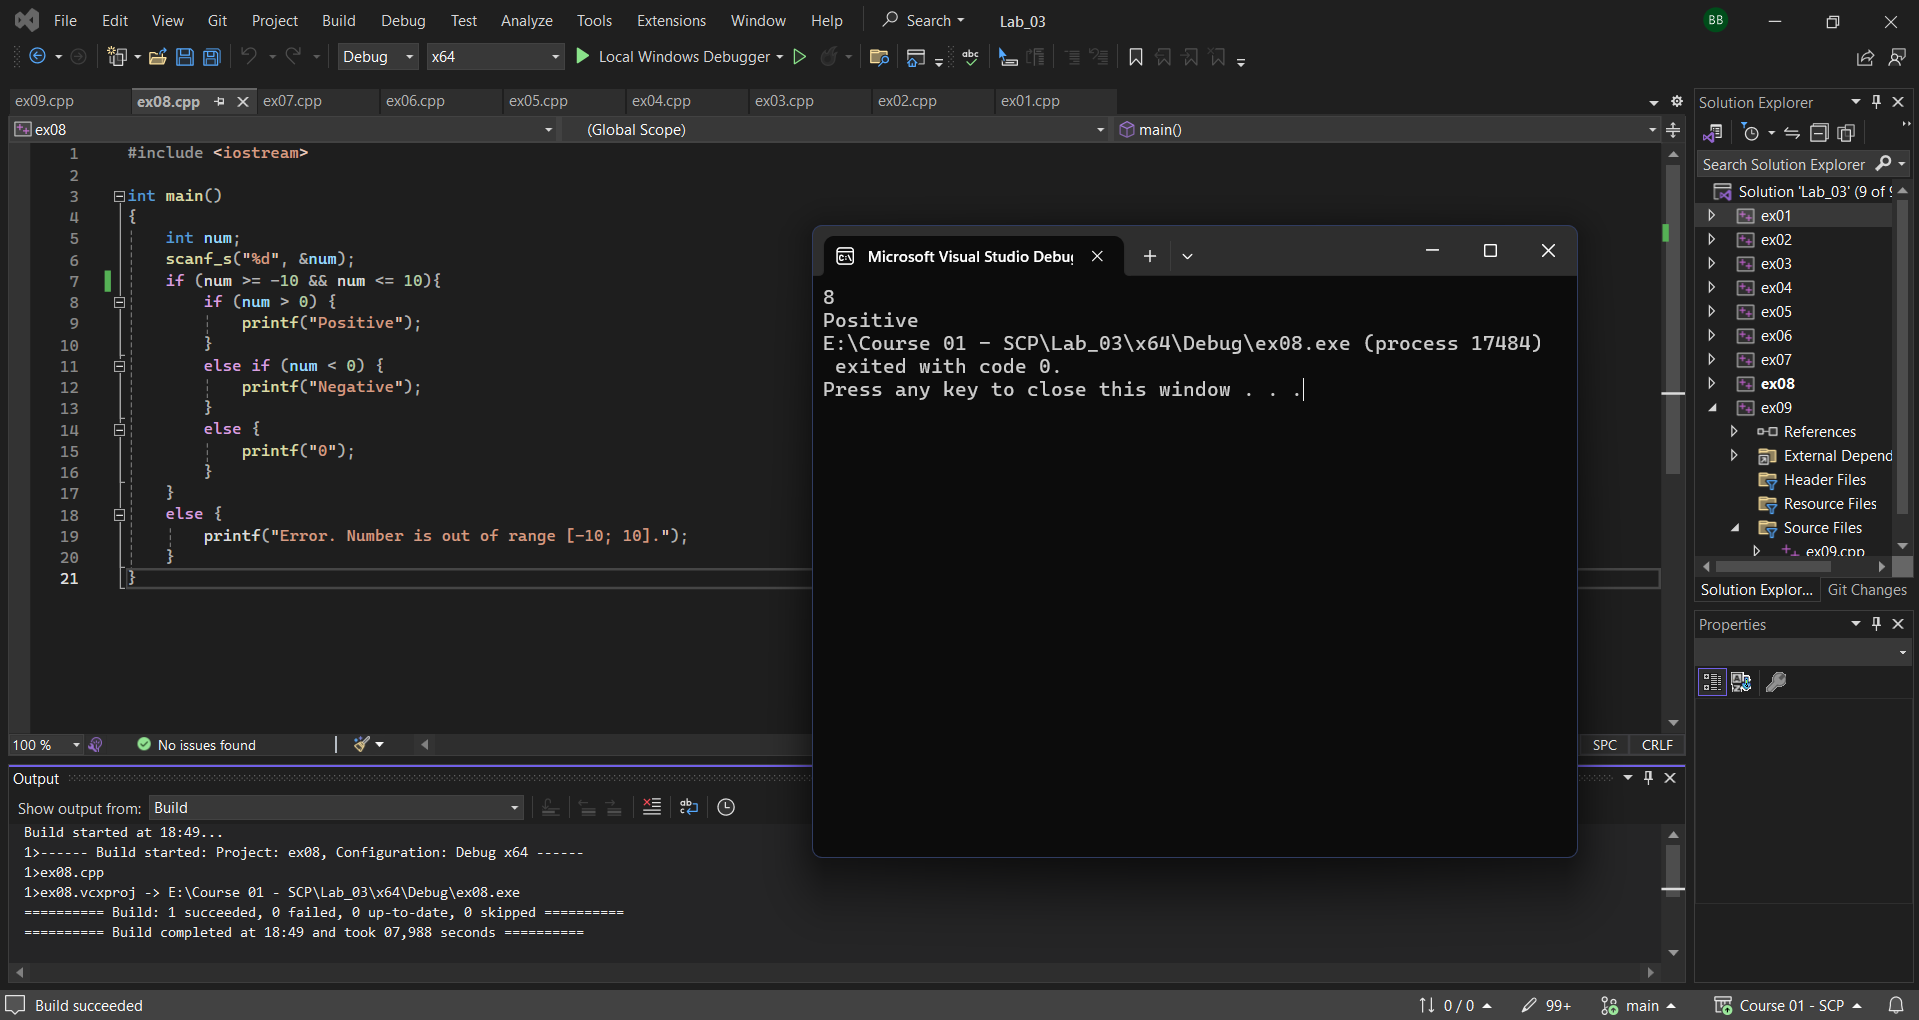 File Edit View Git Project Build Debug Test Analyze Tools Extensions Window Help Search Lab_03 BB
Debug x64 Local Windows Debugger
ex09.cpp ex08.cpp ex07.cpp ex06.cpp ex05.cpp ex04.cpp ex03.cpp ex02.cpp ex01.cpp
ex08 (Global Scope) main()
1 #include <iostream>
2
3 int main()
4 {
5 int num;
6 scanf_s("%d", &num);
7 if (num >= -10 && num <= 10){
8 if (num > 0) {
9 printf("Positive");
10 }
11 else if (num < 0) {
12 printf("Negative");
13 }
14 else {
15 printf("0");
16 }
17 }
18 else {
19 printf("Error. Number is out of range [-10; 10].");
20 }
21 }
Microsoft Visual Studio Debu
8
Positive
E:\Course 01 - SCP\Lab_03\x64\Debug\ex08.exe (process 17484)
exited with code 0.
Press any key to close this window . . .
100 % No issues found SPC CRLF
Output
Show output from: Build
Build started at 18:49...
1>------ Build started: Project: ex08, Configuration: Debug x64 ------
1>ex08.cpp
1>ex08.vcxproj -> E:\Course 01 - SCP\Lab_03\x64\Debug\ex08.exe
========== Build: 1 succeeded, 0 failed, 0 up-to-date, 0 skipped ==========
========== Build completed at 18:49 and took 07,988 seconds ==========
Solution Explorer
Search Solution Explorer
Solution 'Lab_03' (9 of 9
ex01
ex02
ex03
ex04
ex05
ex06
ex07
ex08
ex09
References
External Depend
Header Files
Resource Files
Source Files
ex09.cpp
Solution Explor... Git Changes
Properties
Build succeeded 0 / 0 99+ main Course 01 - SCP